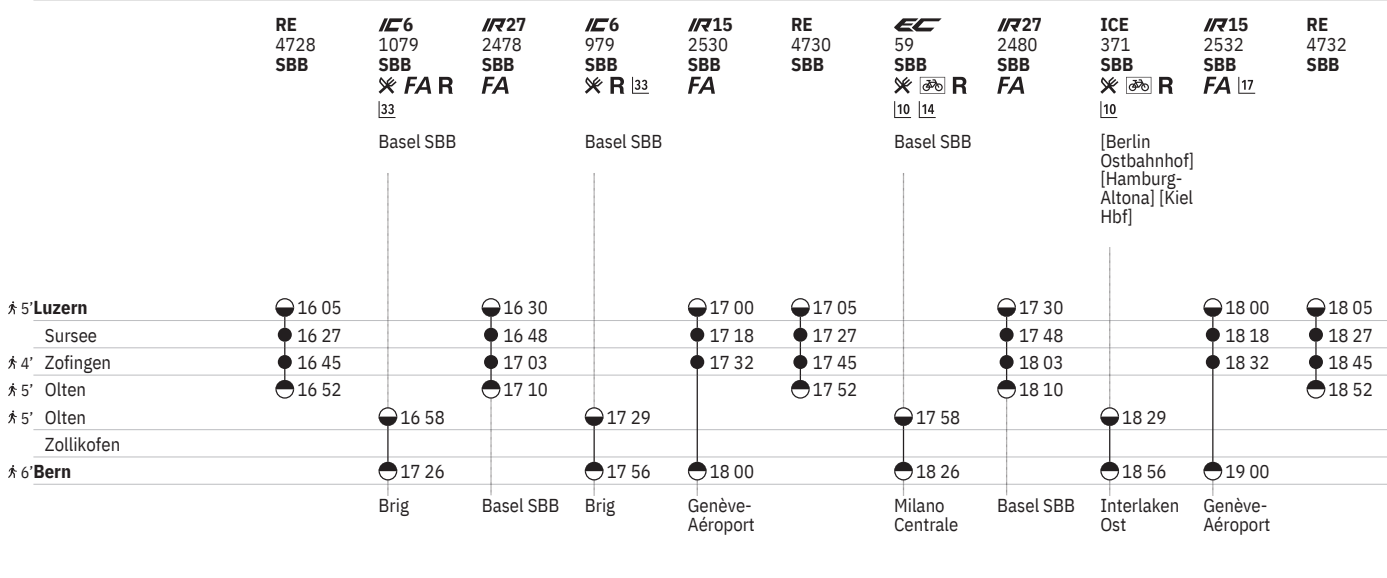 RE IC6 IR27 IC6 IR15 RE EC IR27 ICE IR15 RE
4728 1079 2478 979 2530 4730 59 2480 371 2532 4732
SBB SBB SBB SBB SBB SBB SBB SBB SBB SBB SBB
FA R FA R 33 FA R FA R FA 17
33 10 14 10
Basel SBB Basel SBB Basel SBB [Berlin
Ostbahnhof]
[Hamburg-
Altona] [Kiel
Hbf]
5' Luzern 16 05 16 30 17 00 17 05 17 30 18 00 18 05
Sursee 16 27 16 48 17 18 17 27 17 48 18 18 18 27
4' Zofingen 16 45 17 03 17 32 17 45 18 03 18 32 18 45
5' Olten 16 52 17 10 17 52 18 10 18 52
5' Olten 16 58 17 29 17 58 18 29
Zollikofen
6' Bern 17 26 17 56 18 00 18 26 18 56 19 00
Brig Basel SBB Brig Genève- Milano Basel SBB Interlaken Genève-
Aéroport Centrale Ost Aéroport